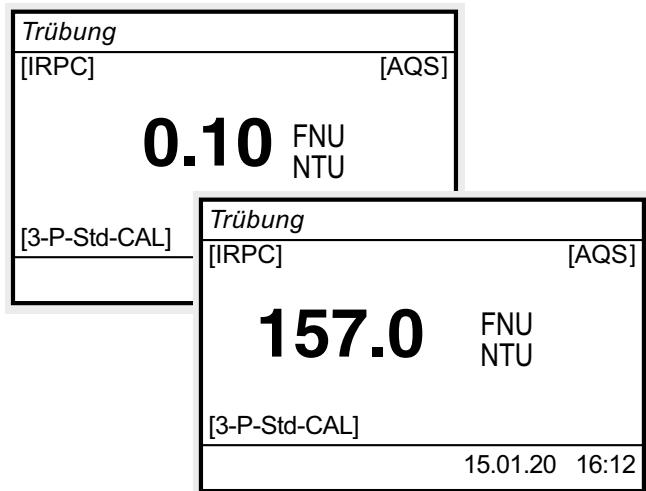 Trübung
[IRPC] [AQS]
0.10 FNU
NTU
[3-P-Std-CAL]
Trübung
[IRPC] [AQS]
157.0 FNU
NTU
[3-P-Std-CAL]
15.01.20 16:12